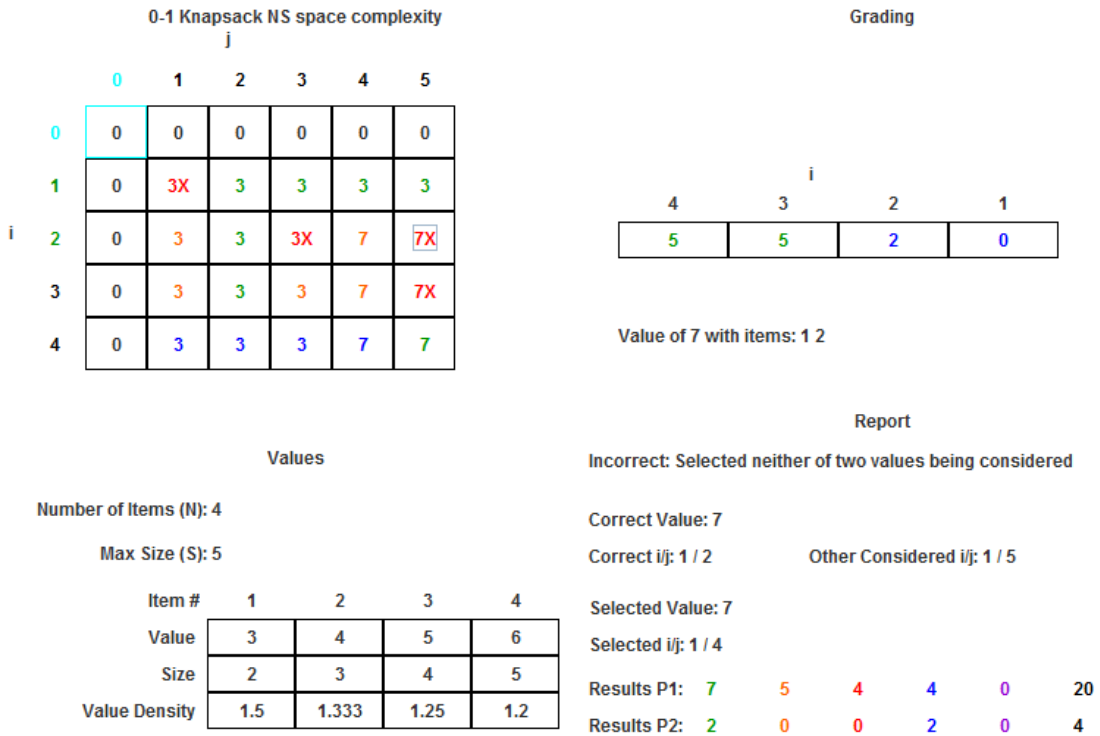 0-1 Knapsack NS space complexity
j
0 1 2 3 4 5
0 0 0 0 0 0 0
1 0 3X 3 3 3 3
i
2 0 3 3 3X 7 7X
3 0 3 3 3 7 7X
4 0 3 3 3 7 7
Grading
i
4 3 2 1
5 5 2 0
Value of 7 with items: 1 2
Values
Number of Items (N): 4
Max Size (S): 5
Item # 1 2 3 4
Value 3 4 5 6
Size 2 3 4 5
Value Density 1.5 1.333 1.25 1.2
Report
Incorrect: Selected neither of two values being considered
Correct Value: 7
Correct i/j: 1 / 2 Other Considered i/j: 1 / 5
Selected Value: 7
Selected i/j: 1 / 4
Results P1: 7 5 4 4 0 20
Results P2: 2 0 0 2 0 4